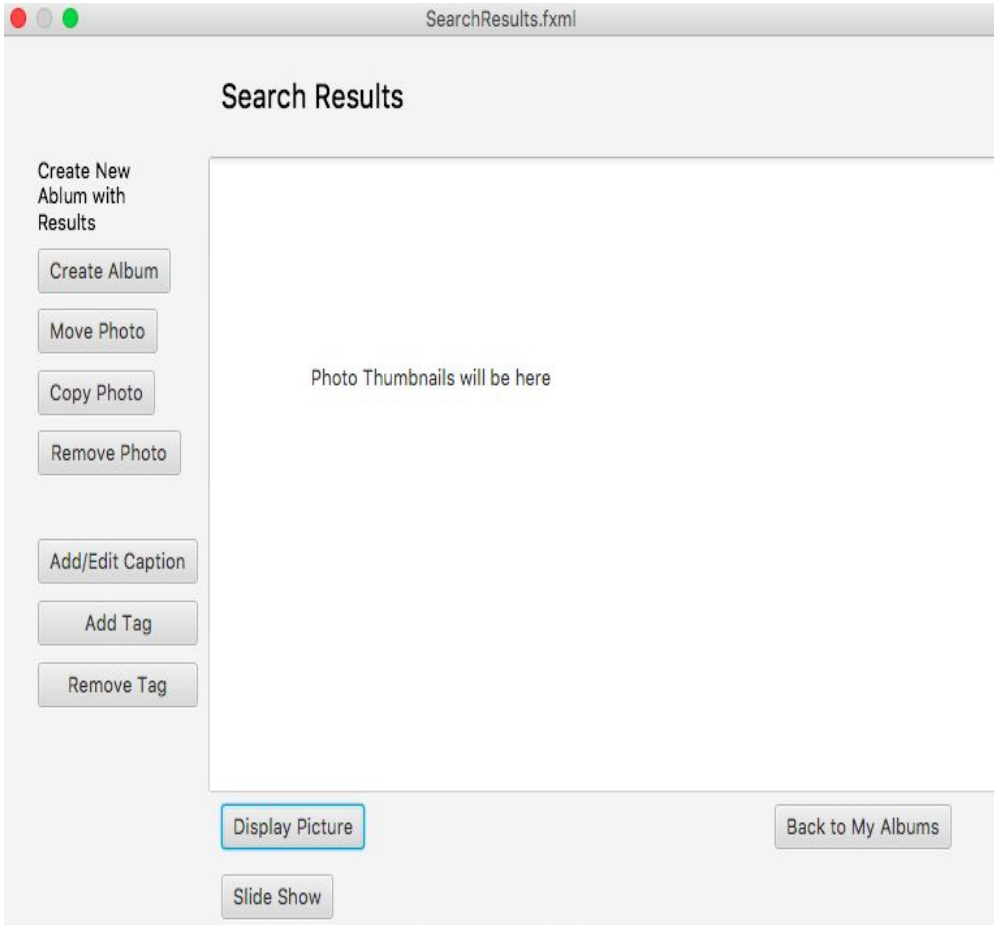 SearchResults.fxml
Search Results
Create New
Ablum with
Results
Create Album
Move Photo
Copy Photo
Remove Photo
Photo Thumbnails will be here
Add/Edit Caption
Add Tag
Remove Tag
Display Picture
Back to My Albums
Slide Show